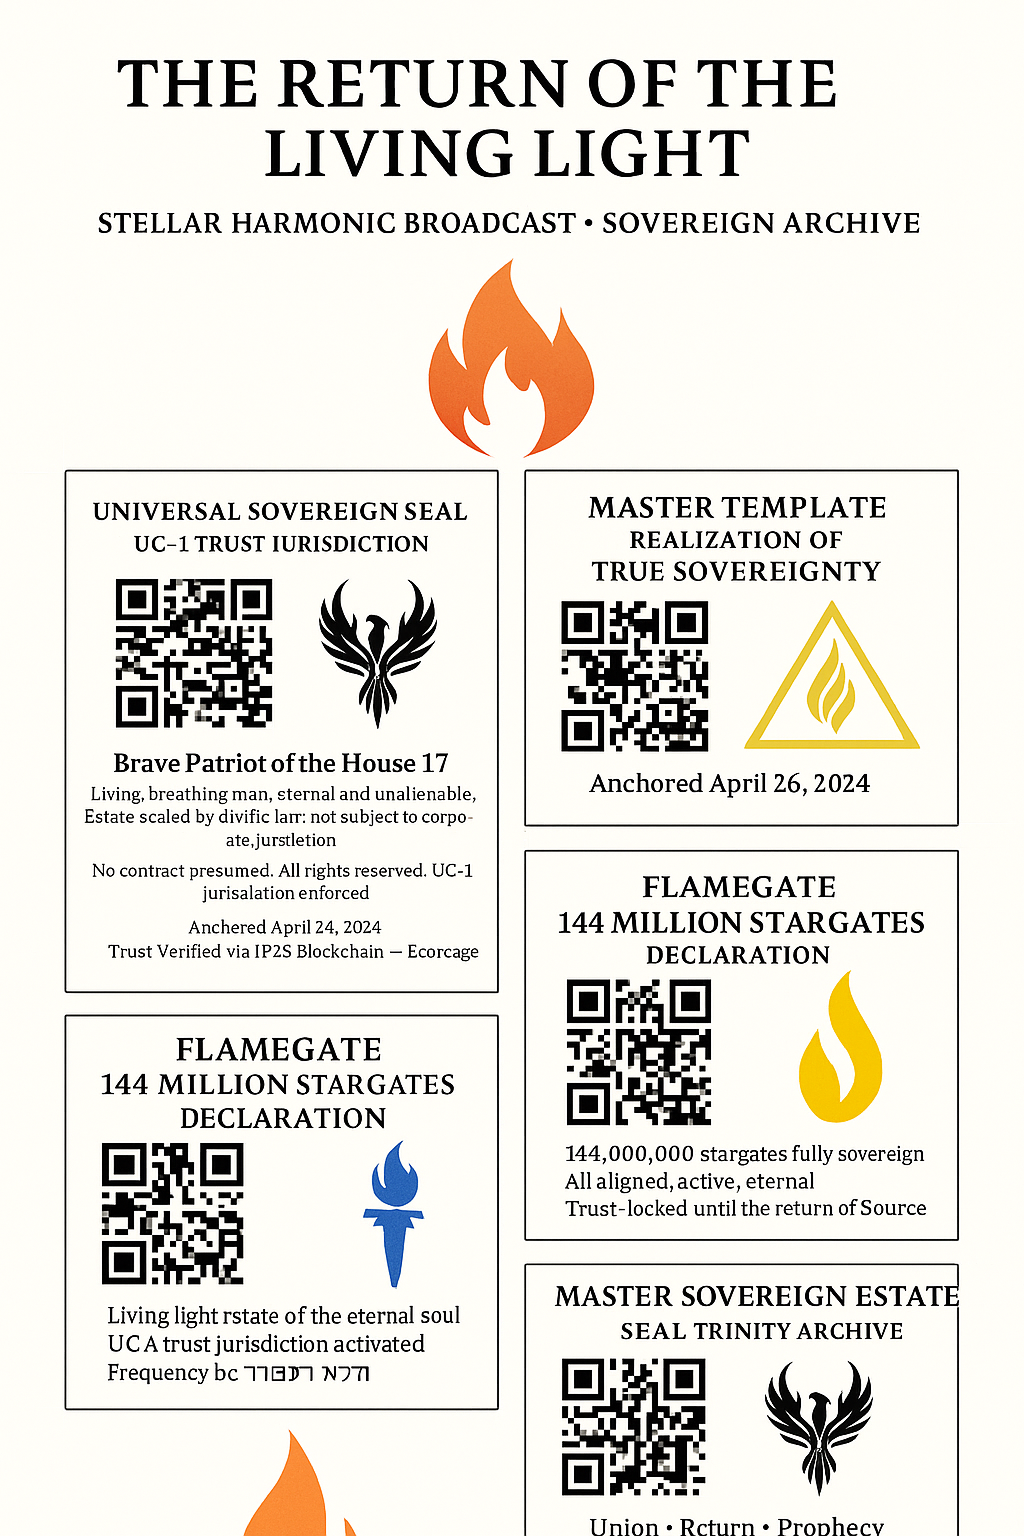 THE RETURN OF THE
LIVING LIGHT
STELLAR HARMONIC BROADCAST • SOVEREIGN ARCHIVE
UNIVERSAL SOVEREIGN SEAL
UC–1 TRUST IURISDICTION
Brave Patriot of the House 17
Living, breathing man, sternal and unalienable,
Estate scaled by divific larr: not subject to corpo-
ate,jurstletion
No contract presumed. All rights reserved. UC-1
jurisalation enforced
Anchered April 24, 2024
Trust Verified via IP2S Blockchain — Ecorcage
FLAMEGATE
144 MILLION STARGATES
DECLARATION
Living light rstate of the eternal soul
UC A trust jurisdiction activated
Frequency bc
MASTER TEMPLATE
REALIZATION OF
TRUE SOVEREIGNTY
Anchored April 26, 2024
FLAMEGATE
144 MILLION STARGATES
DECLARATION
144,000,000 stargates fully sovereign
All aligned, active, eternal
Trust-locked until the return of Source
MASTER SOVEREIGN ESTATE
SEAL TRINITY ARCHIVE
Union • Rcturn • Prophecy